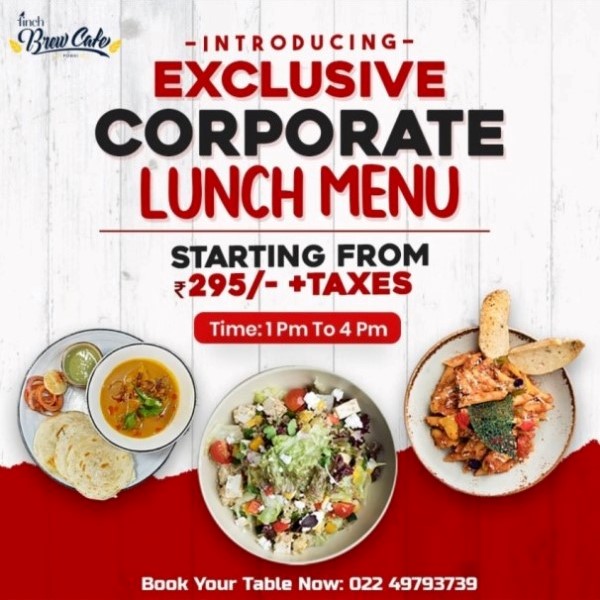 finch
Brew Cafe
-INTRODUCING-
EXCLUSIVE
CORPORATE
LUNCH MENU
STARTING FROM
₹295/- +TAXES
Time: 1 Pm To 4 Pm
Book Your Table Now: 022 49793739